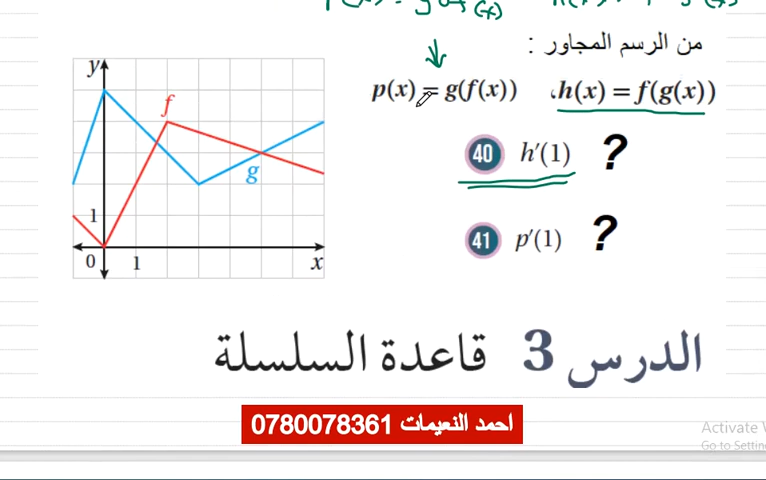 من الرسم المجاور :
h(x) = f(g(x)), p(x) = g(f(x))
40 h'(1) ?
41 p'(1) ?
y
f
g
1
0 1 x
الدرس 3 قاعدة السلسلة
احمد النعيمات 0780078361
Activate
Go to Settin